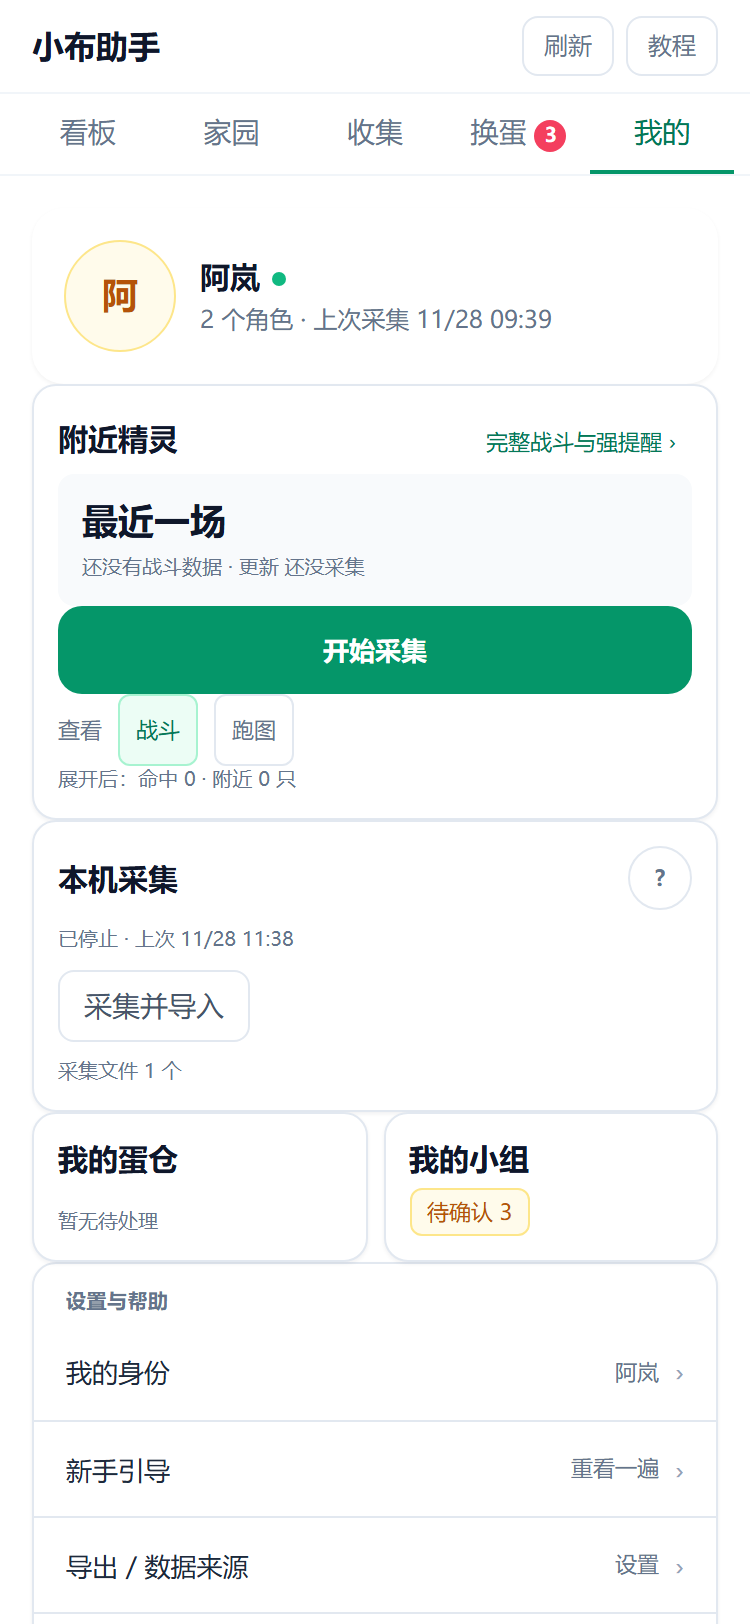 小布助手
刷新
教程
看板
家园
收集
换蛋 3
我的
阿
阿岚
2 个角色 · 上次采集 11/28 09:39
附近精灵
完整战斗与强提醒 ›
最近一场
还没有战斗数据 · 更新 还没采集
开始采集
查看
战斗
跑图
展开后：命中 0 · 附近 0 只
本机采集
?
已停止 · 上次 11/28 11:38
采集并导入
采集文件 1 个
我的蛋仓
暂无待处理
我的小组
待确认 3
设置与帮助
我的身份
阿岚 ›
新手引导
重看一遍 ›
导出 / 数据来源
设置 ›